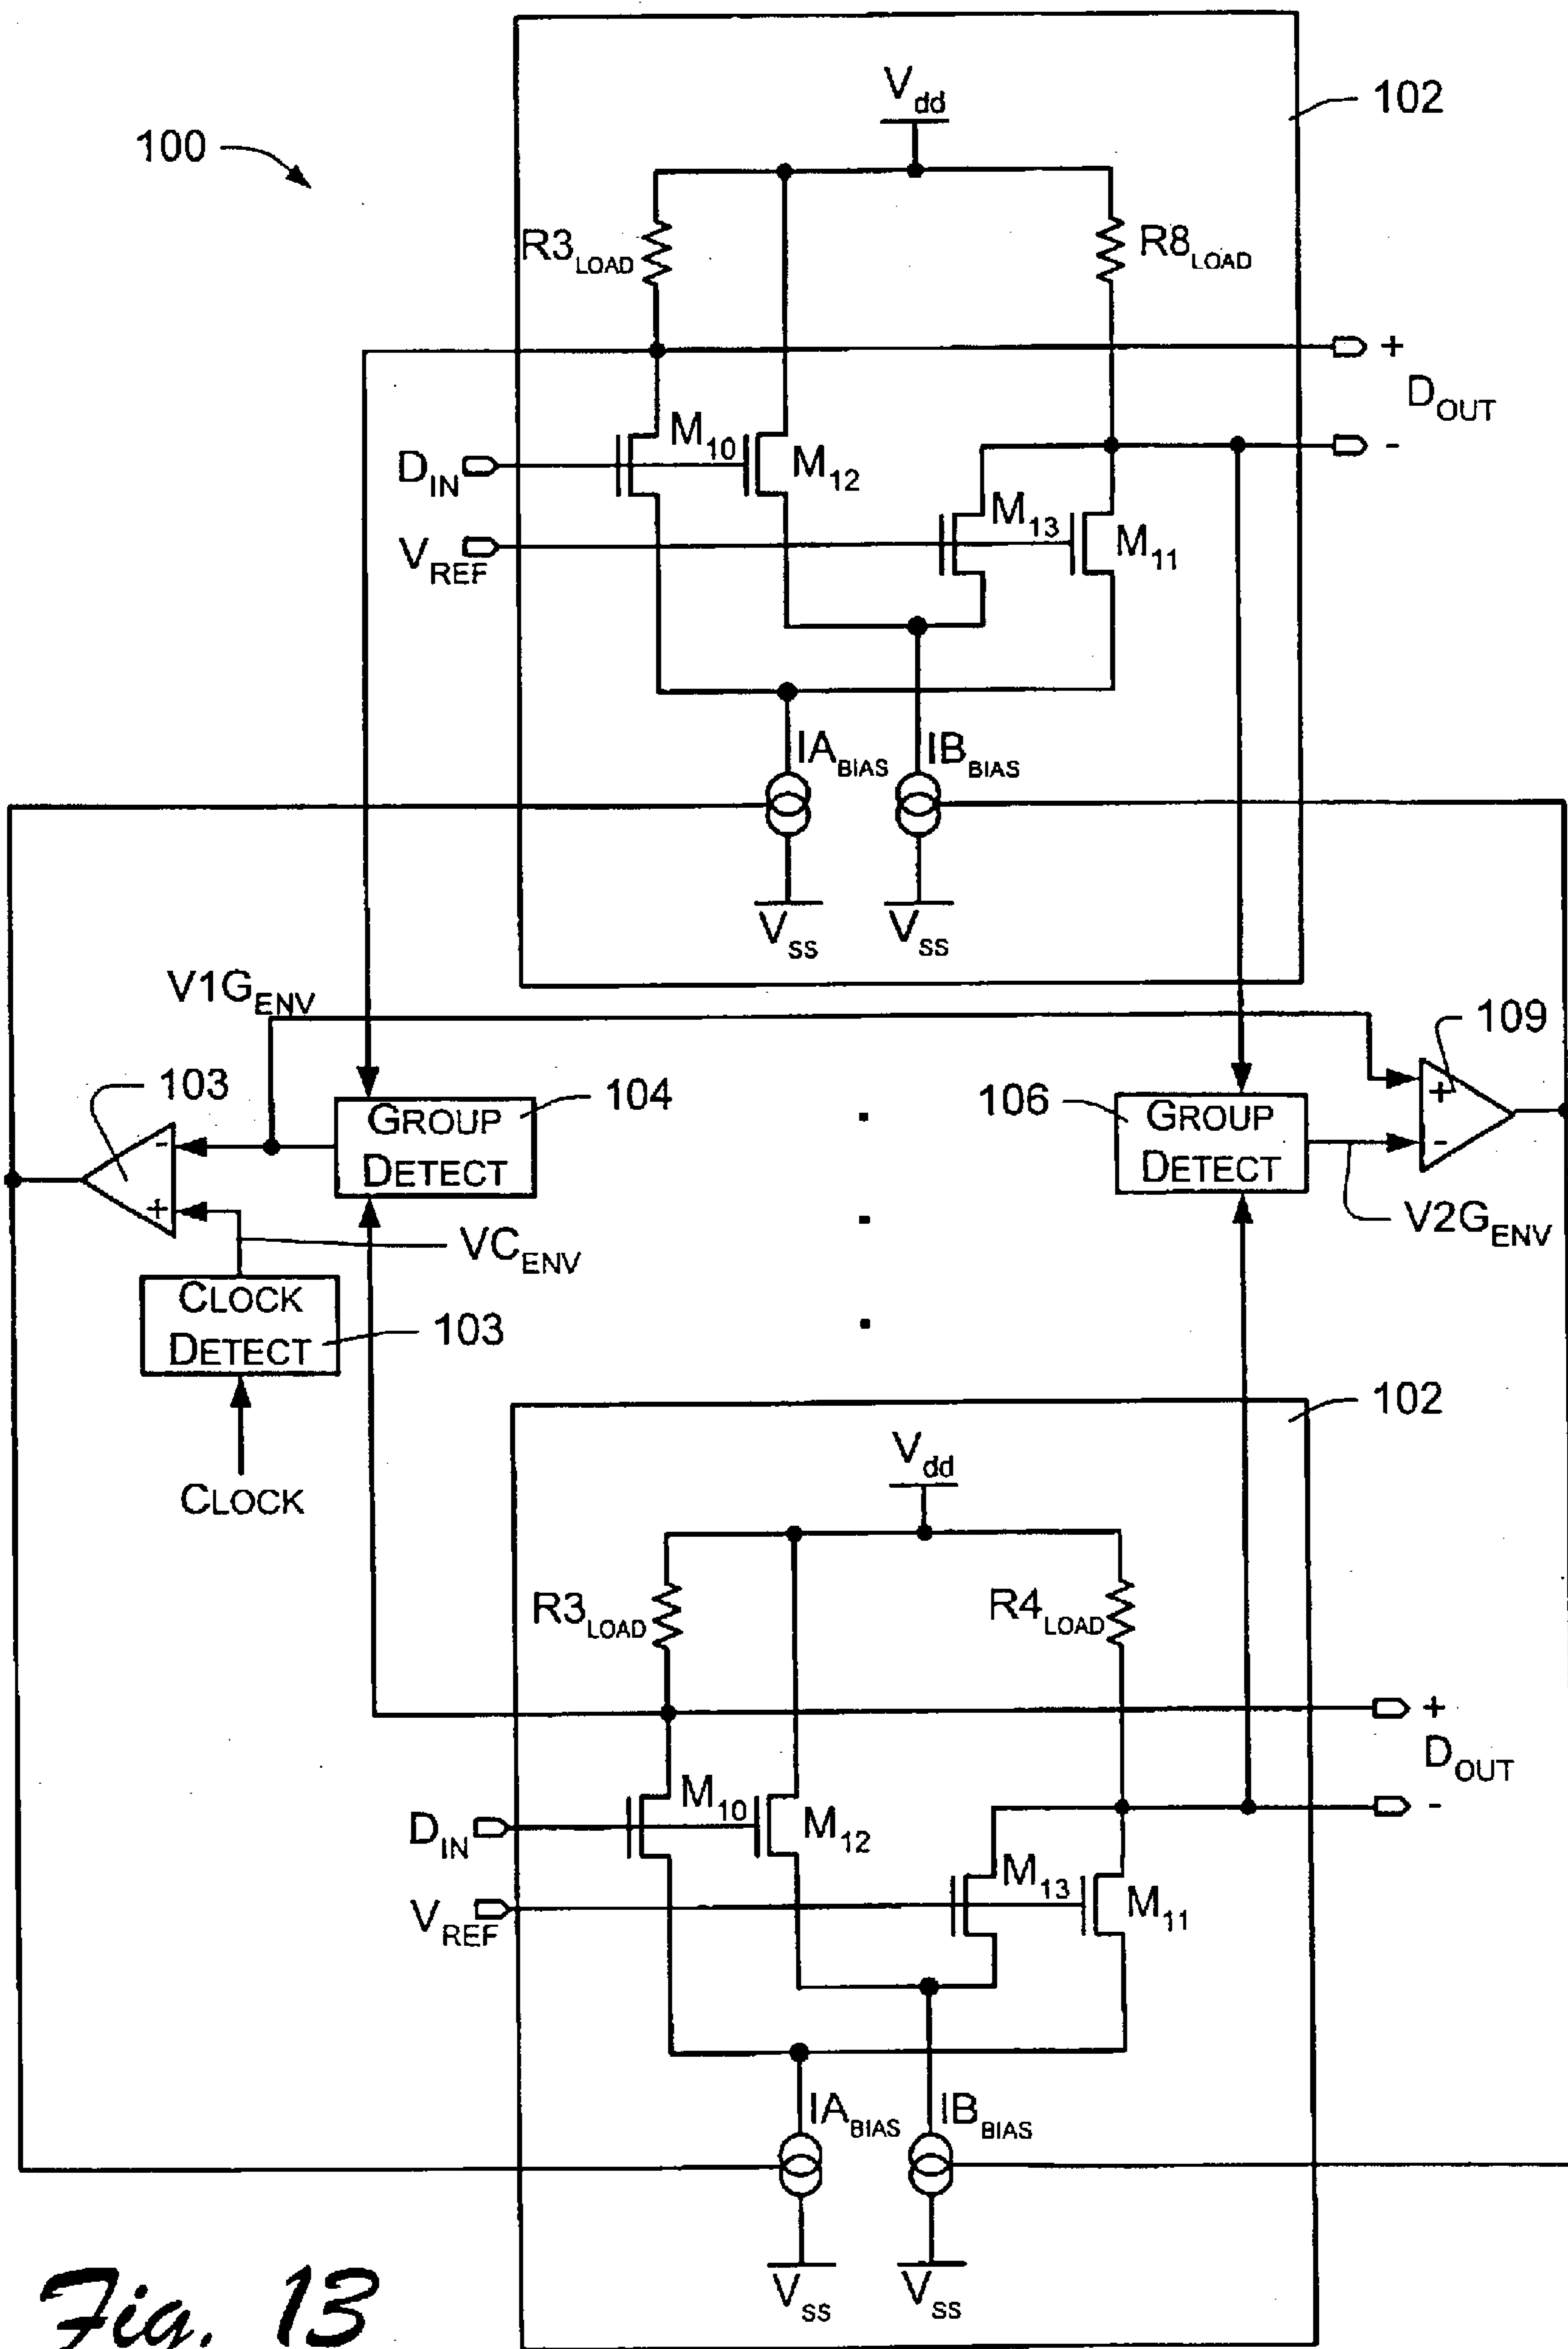 100
102
Vdd
R3LOAD
R8LOAD
+
DOUT
-
M10
DIN
M12
M13
VREF
M11
IABIAS
IBBIAS
VSS
VSS
V1GENV
109
103
104
106
+
-
GROUP
DETECT
GROUP
DETECT
-
+
V2GENV
VCENV
CLOCK
DETECT
103
CLOCK
102
Vdd
R3LOAD
R4LOAD
+
DOUT
-
M10
DIN
M12
M13
VREF
M11
IABIAS
IBBIAS
VSS
VSS
Fig. 13